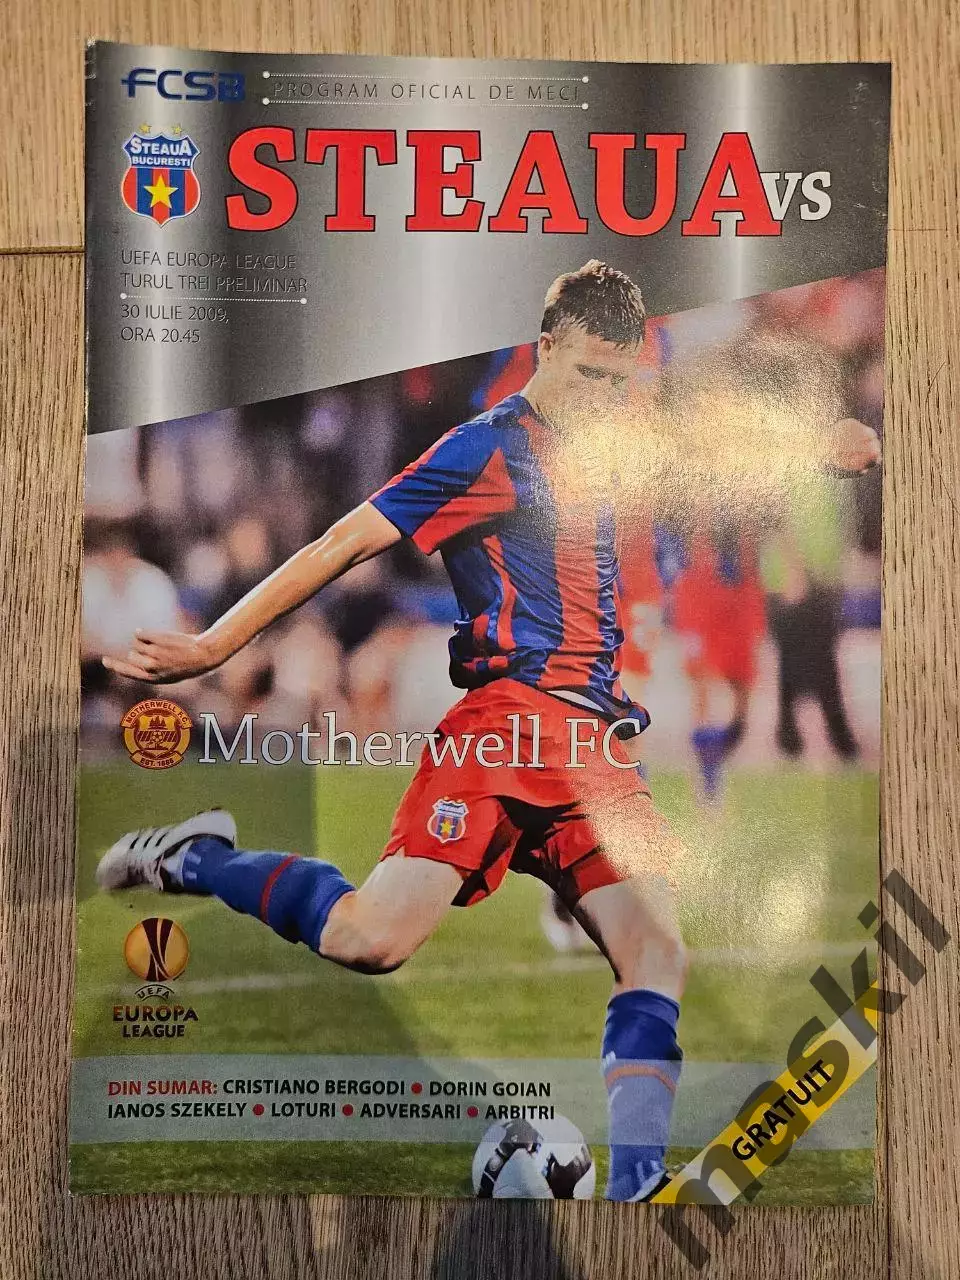 FCSB
PROGRAM OFICIAL DE MECI
STEAUA VS
STEAUA
BUCURESTI
UEFA EUROPA LEAGUE
TURUL TREI PRELIMINAR
30 IULIE 2009,
ORA 20.45
MOTHERWELL F.C.
EST. 1886
Motherwell FC
STEAUA
UEFA
EUROPA
LEAGUE
DIN SUMAR: CRISTIANO BERGODI • DORIN GOIAN
IANOS SZEKELY • LOTURI • ADVERSARI • ARBITRI
GRATUIT
maskil